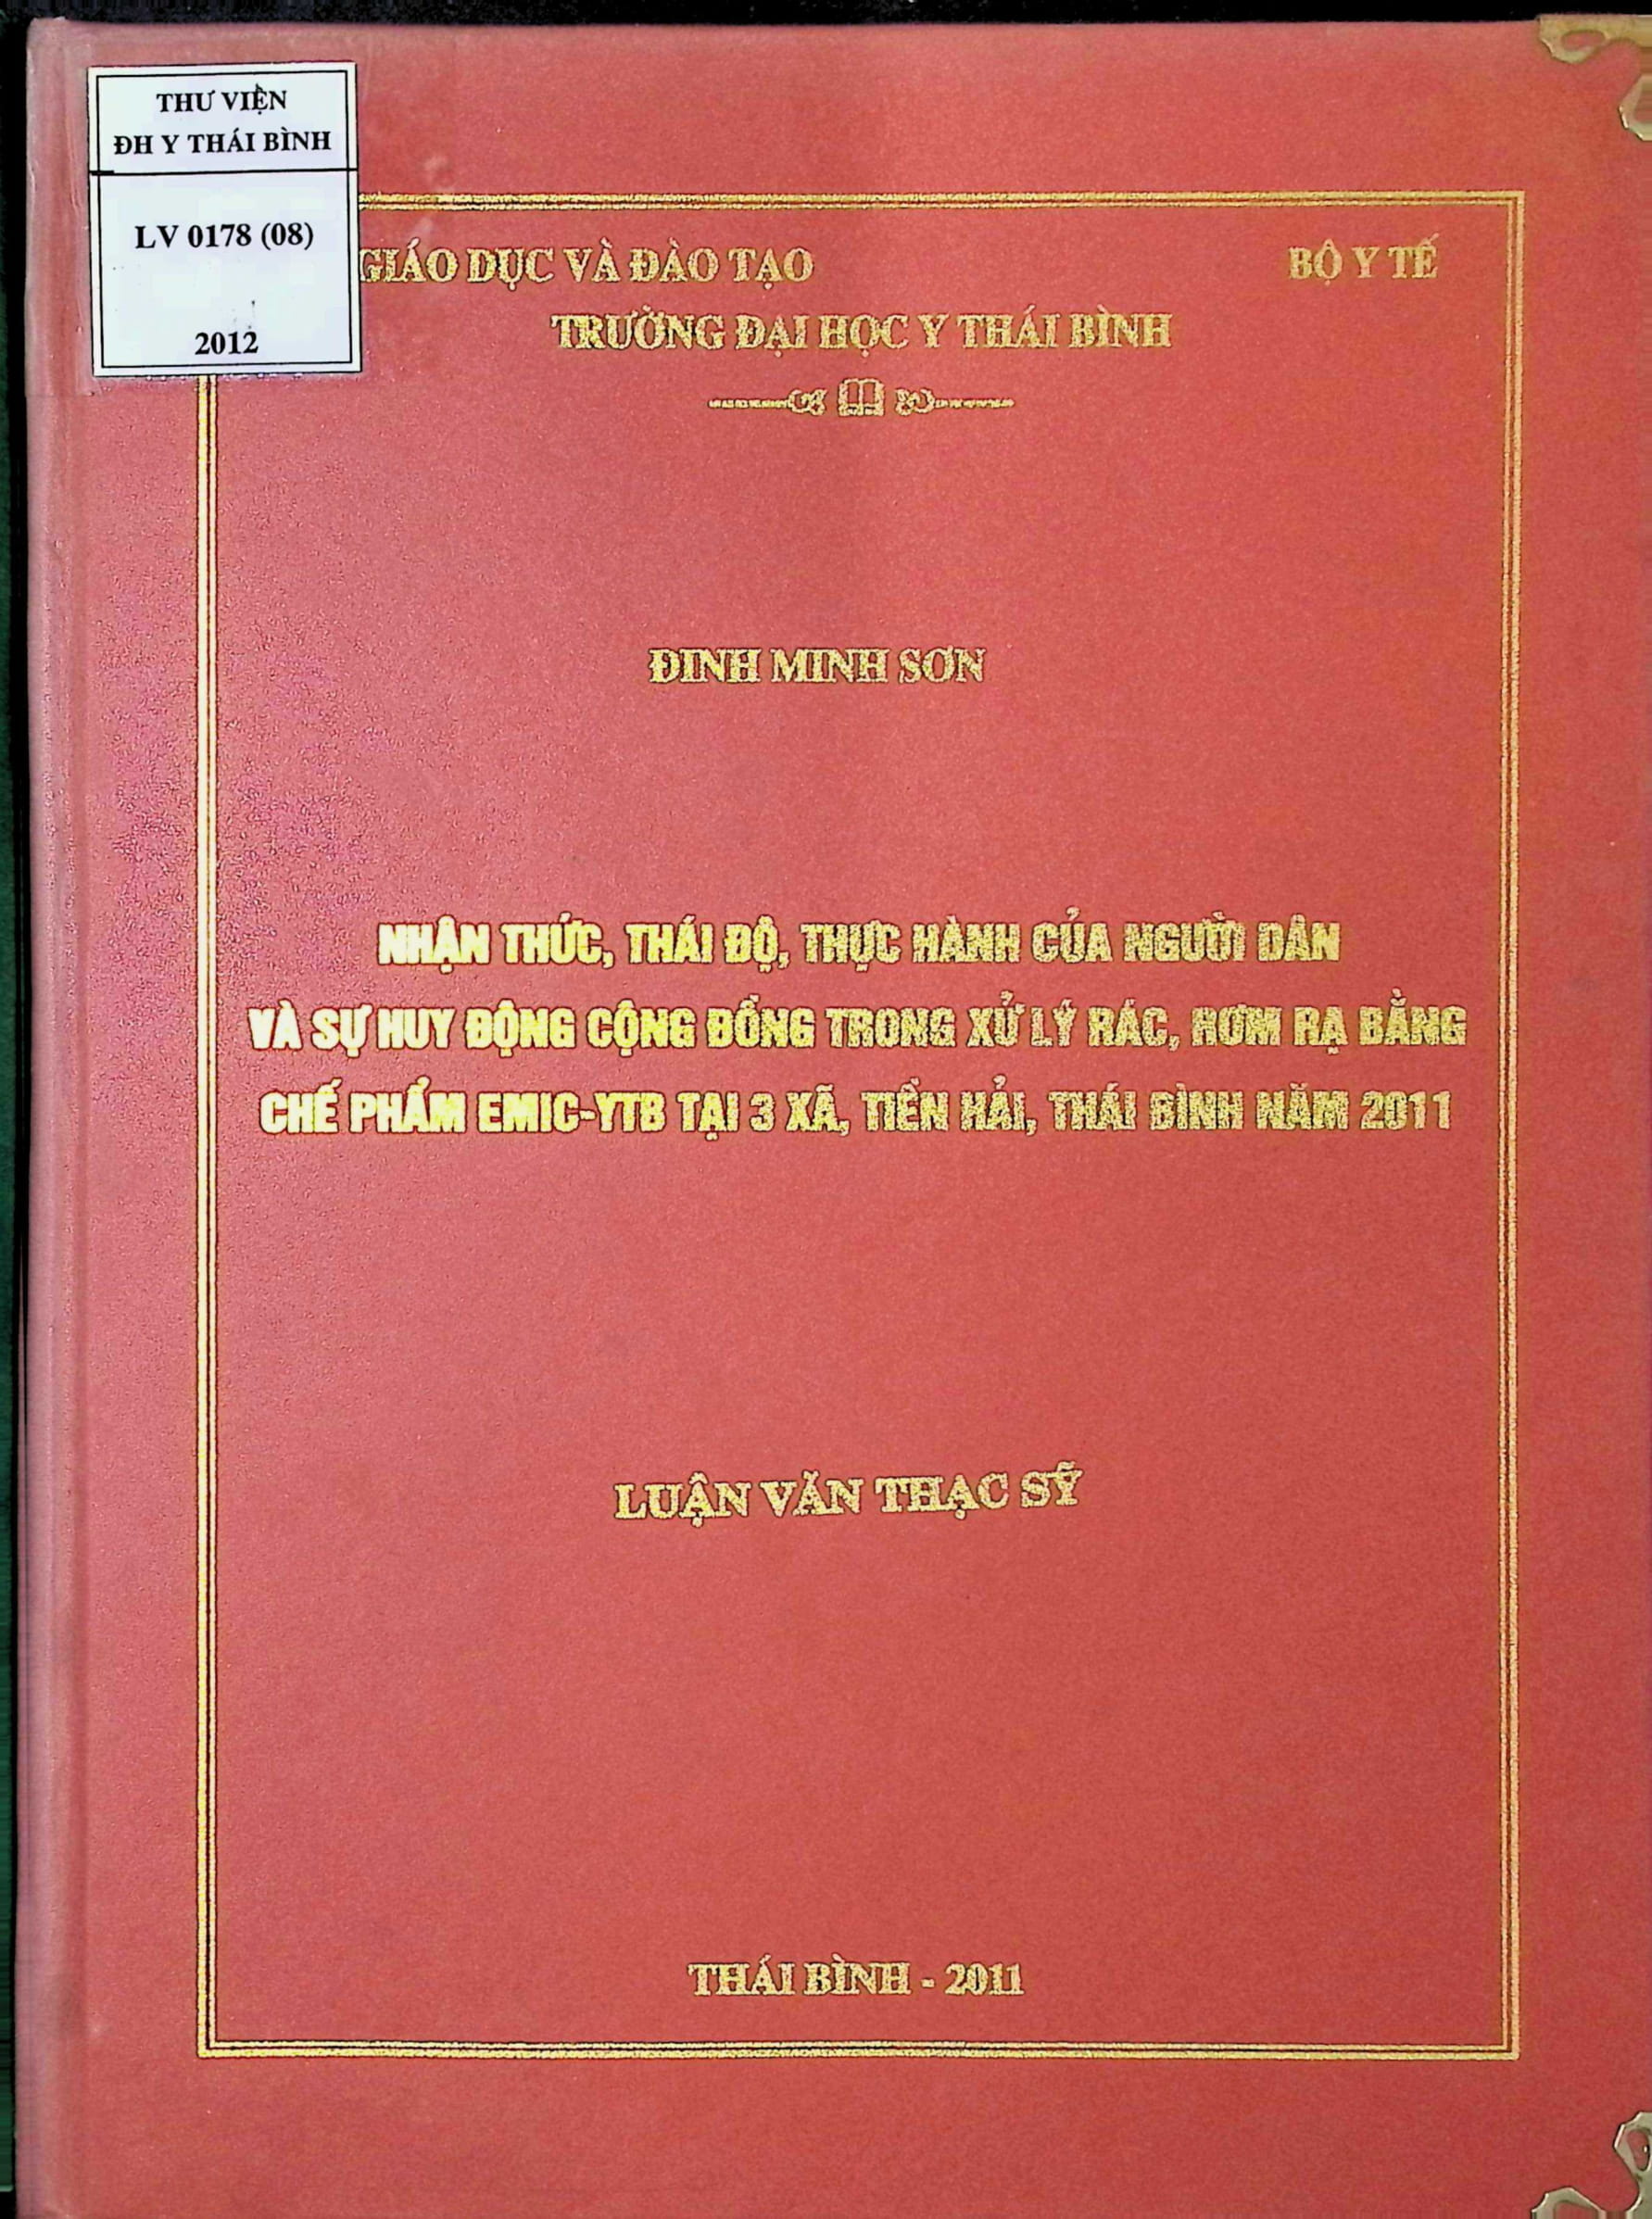 THƯ VIỆN
ĐH Y THÁI BÌNH
LV 0178 (08)
2012
GIÁO DỤC VÀ ĐÀO TẠO BỘ Y TẾ
TRƯỜNG ĐẠI HỌC Y THÁI BÌNH
ĐINH MINH SƠN
NHẬN THỨC, THÁI ĐỘ, THỰC HÀNH CỦA NGƯỜI DÂN
VÀ SỰ HUY ĐỘNG CỘNG ĐỒNG TRONG XỬ LÝ RÁC, RƠM RẠ BẰNG
CHẾ PHẨM EMIC-YTB TẠI 3 XÃ, TIỀN HẢI, THÁI BÌNH NĂM 2011
LUẬN VĂN THẠC SỸ
THÁI BÌNH - 2011